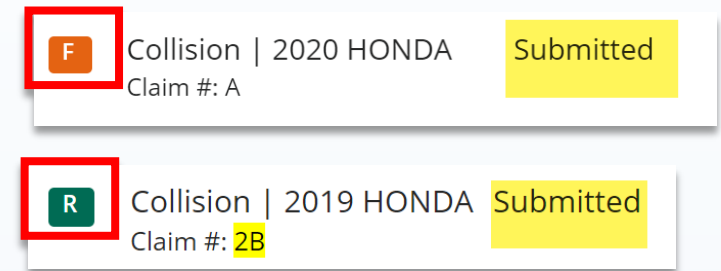 F Collision | 2020 HONDA Submitted
Claim #: A
R Collision | 2019 HONDA Submitted
Claim #: 2B